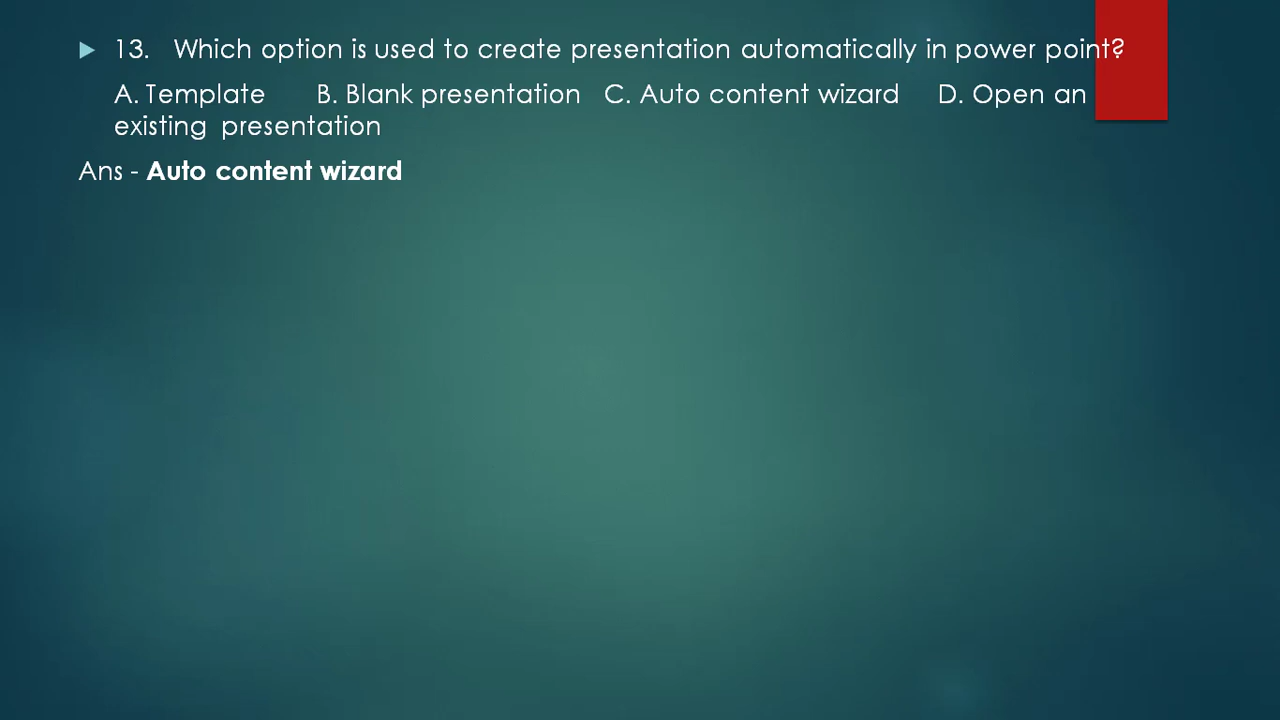 13. Which option is used to create presentation automatically in power point?
A. Template B. Blank presentation C. Auto content wizard D. Open an
existing presentation
Ans - Auto content wizard